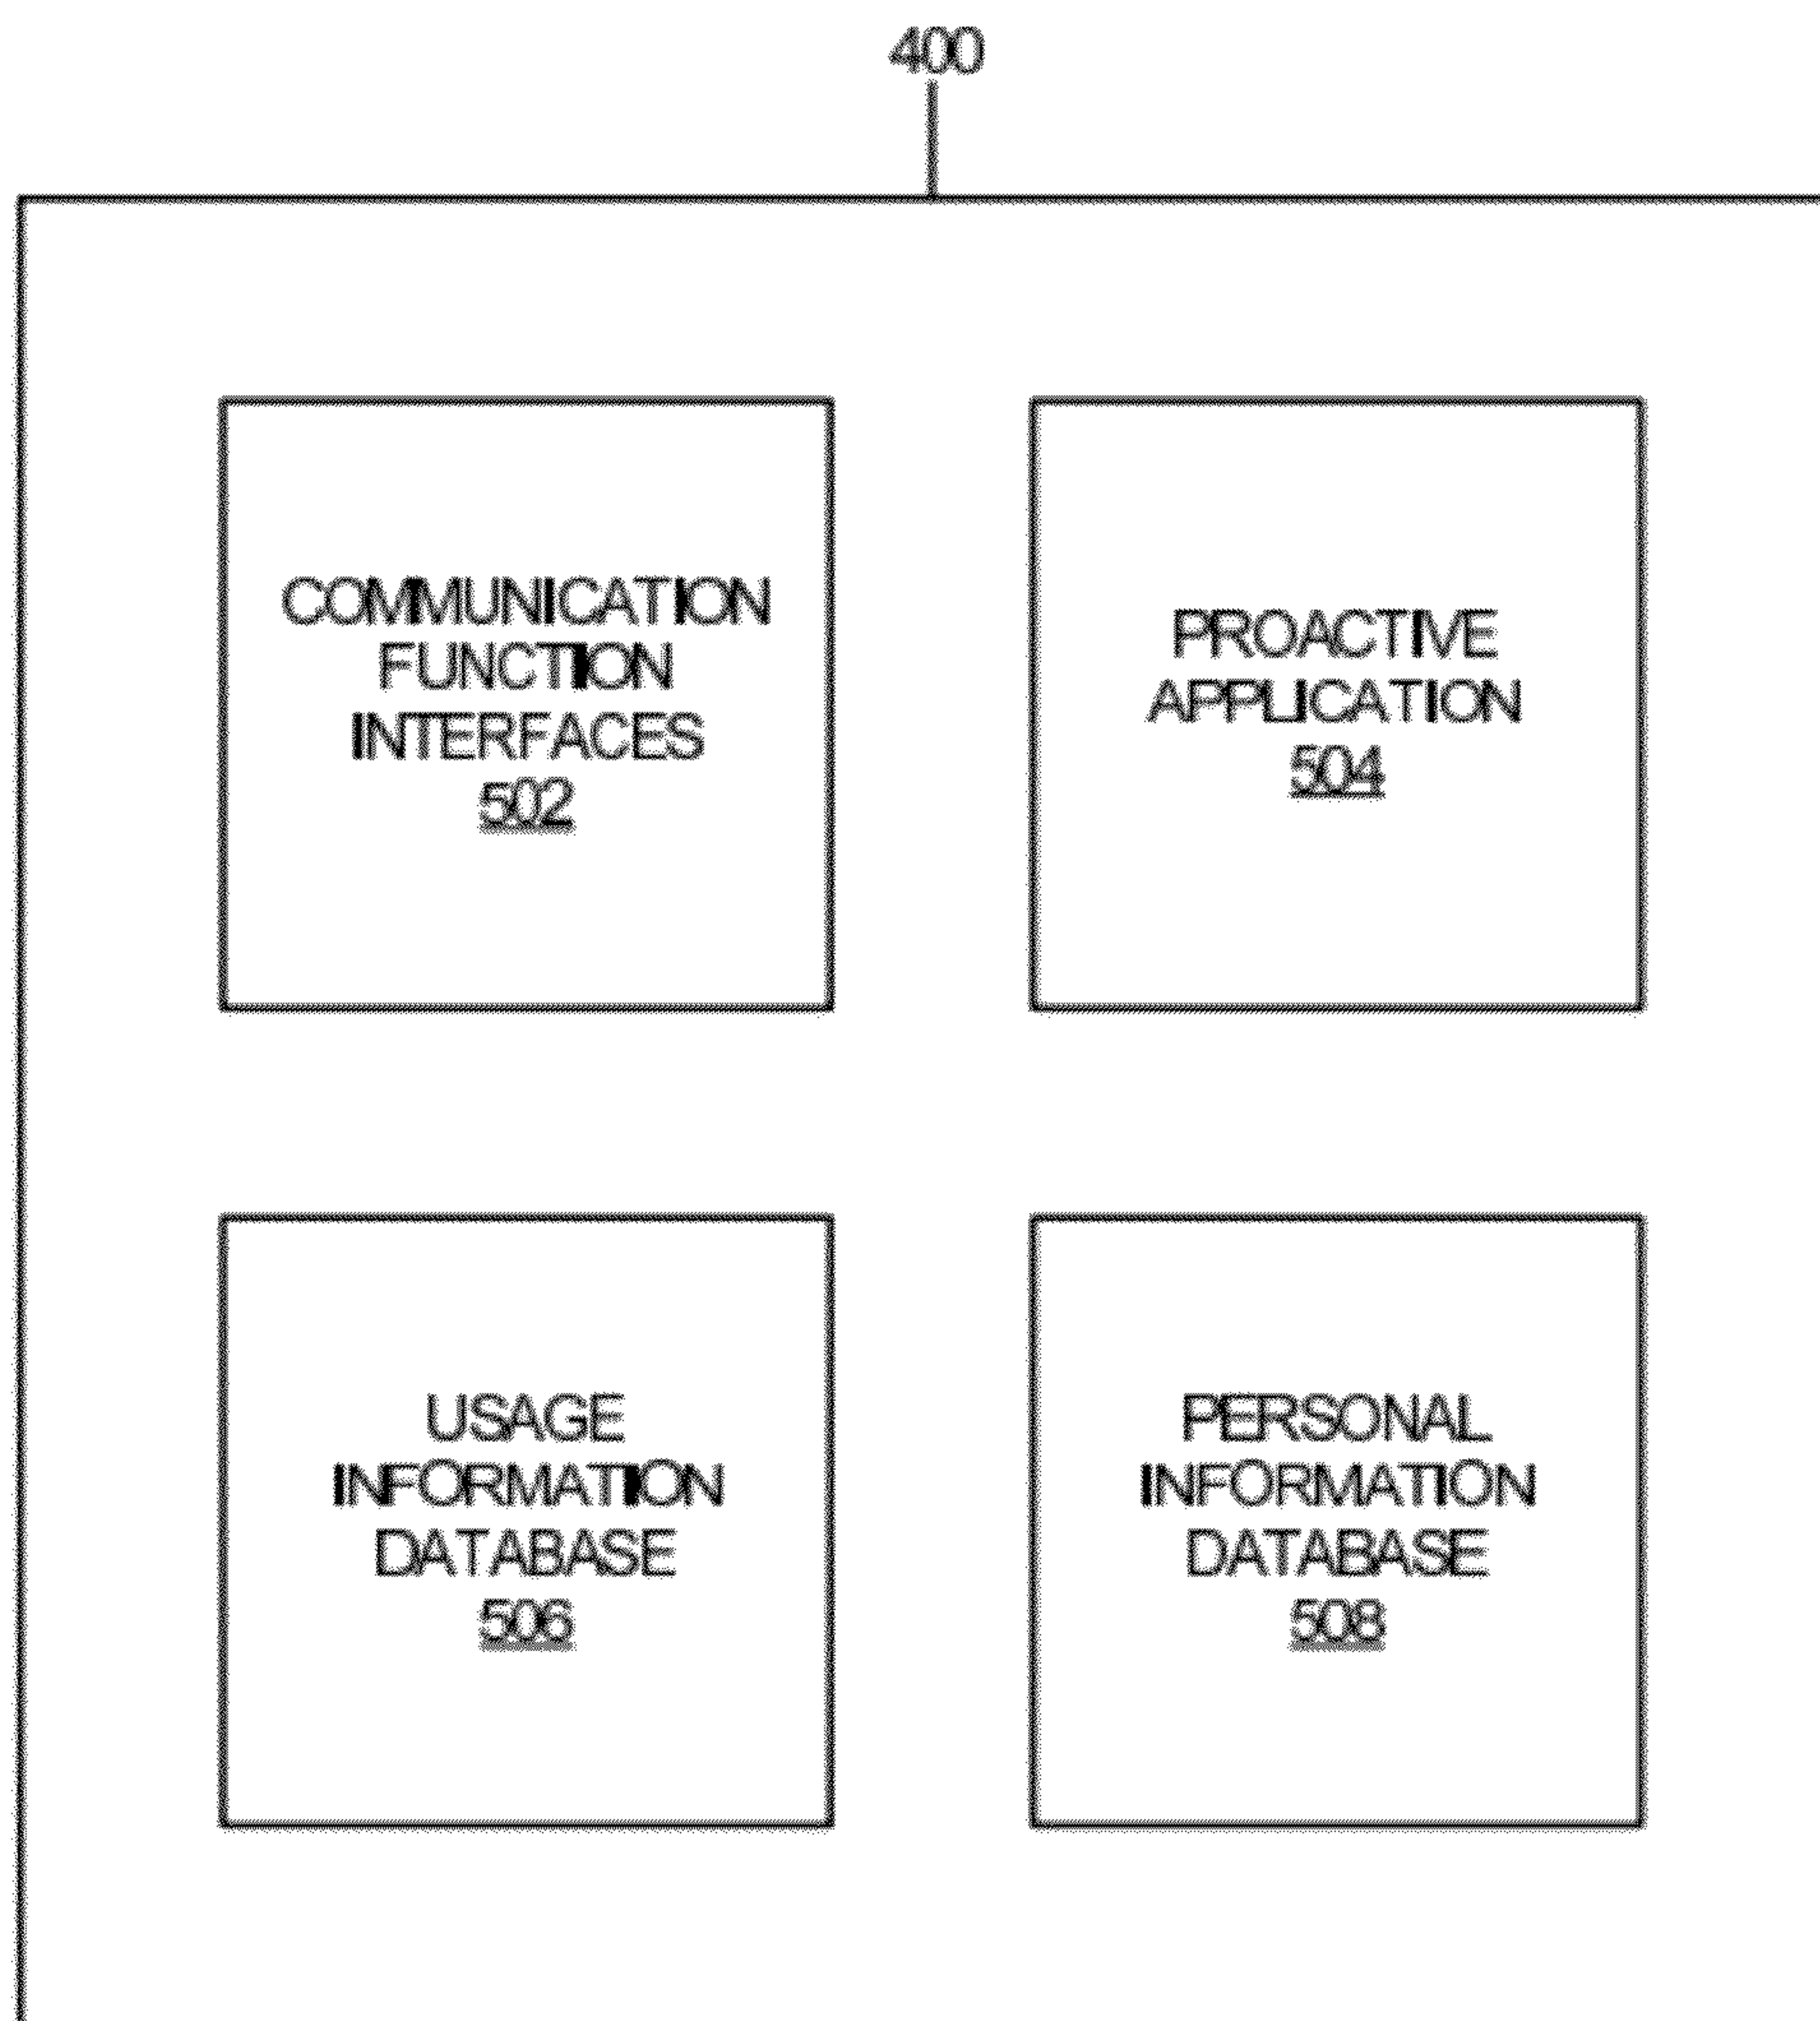 400
COMMUNICATION
FUNCTION
INTERFACES
502
PROACTIVE
APPLICATION
504
USAGE
INFORMATION
DATABASE
506
PERSONAL
INFORMATION
DATABASE
508